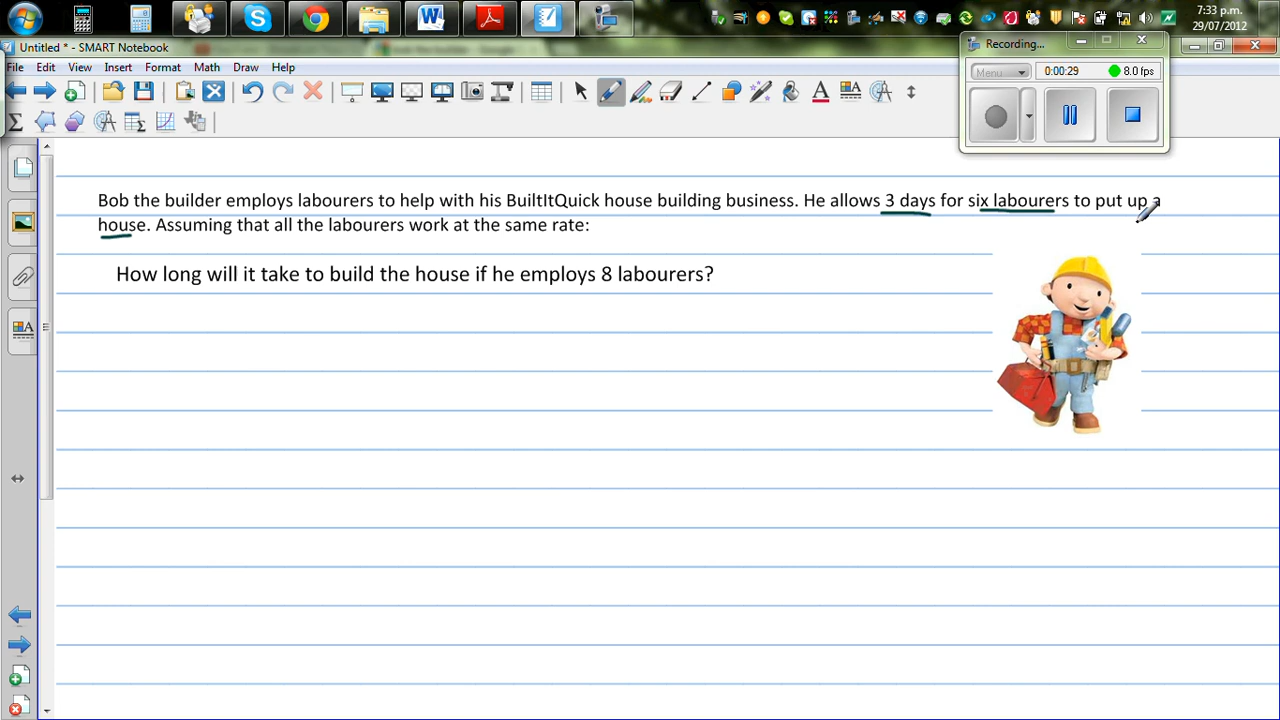 7:33 p.m.
29/07/2012
Untitled * - SMART Notebook
Recording...
File Edit View Insert Format Math Draw Help
Menu 0:00:29 8.0 fps
Bob the builder employs labourers to help with his BuiltItQuick house building business. He allows 3 days for six labourers to put up a
house. Assuming that all the labourers work at the same rate:
How long will it take to build the house if he employs 8 labourers?